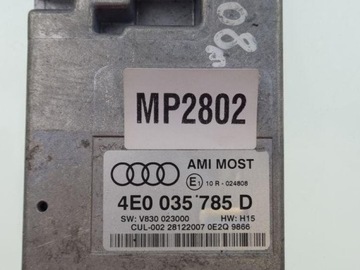 08
MP2802
AMI MOST
E1 10 R - 024808
4E0 035 785 D
SW: V830 023000 HW: H15
CUL-002 28122007 0E2Q 9866